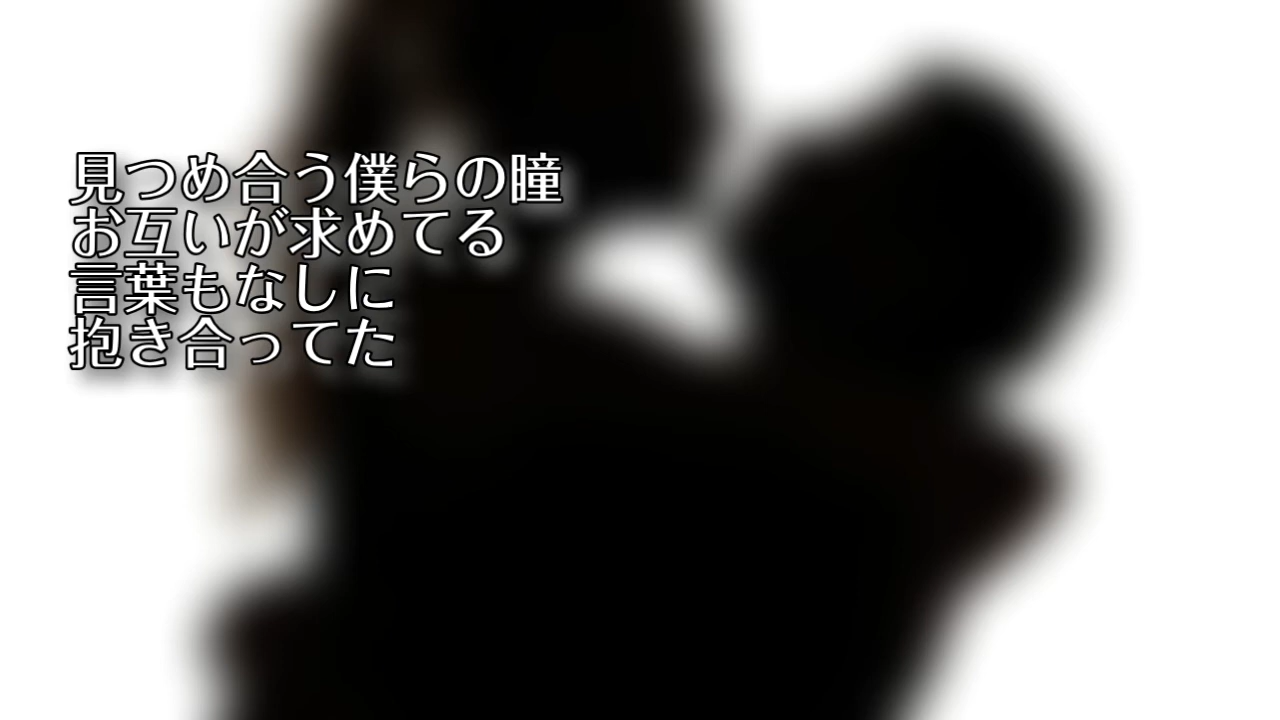 見つめ合う僕らの瞳
お互いが求めてる
言葉もなしに
抱き合ってた